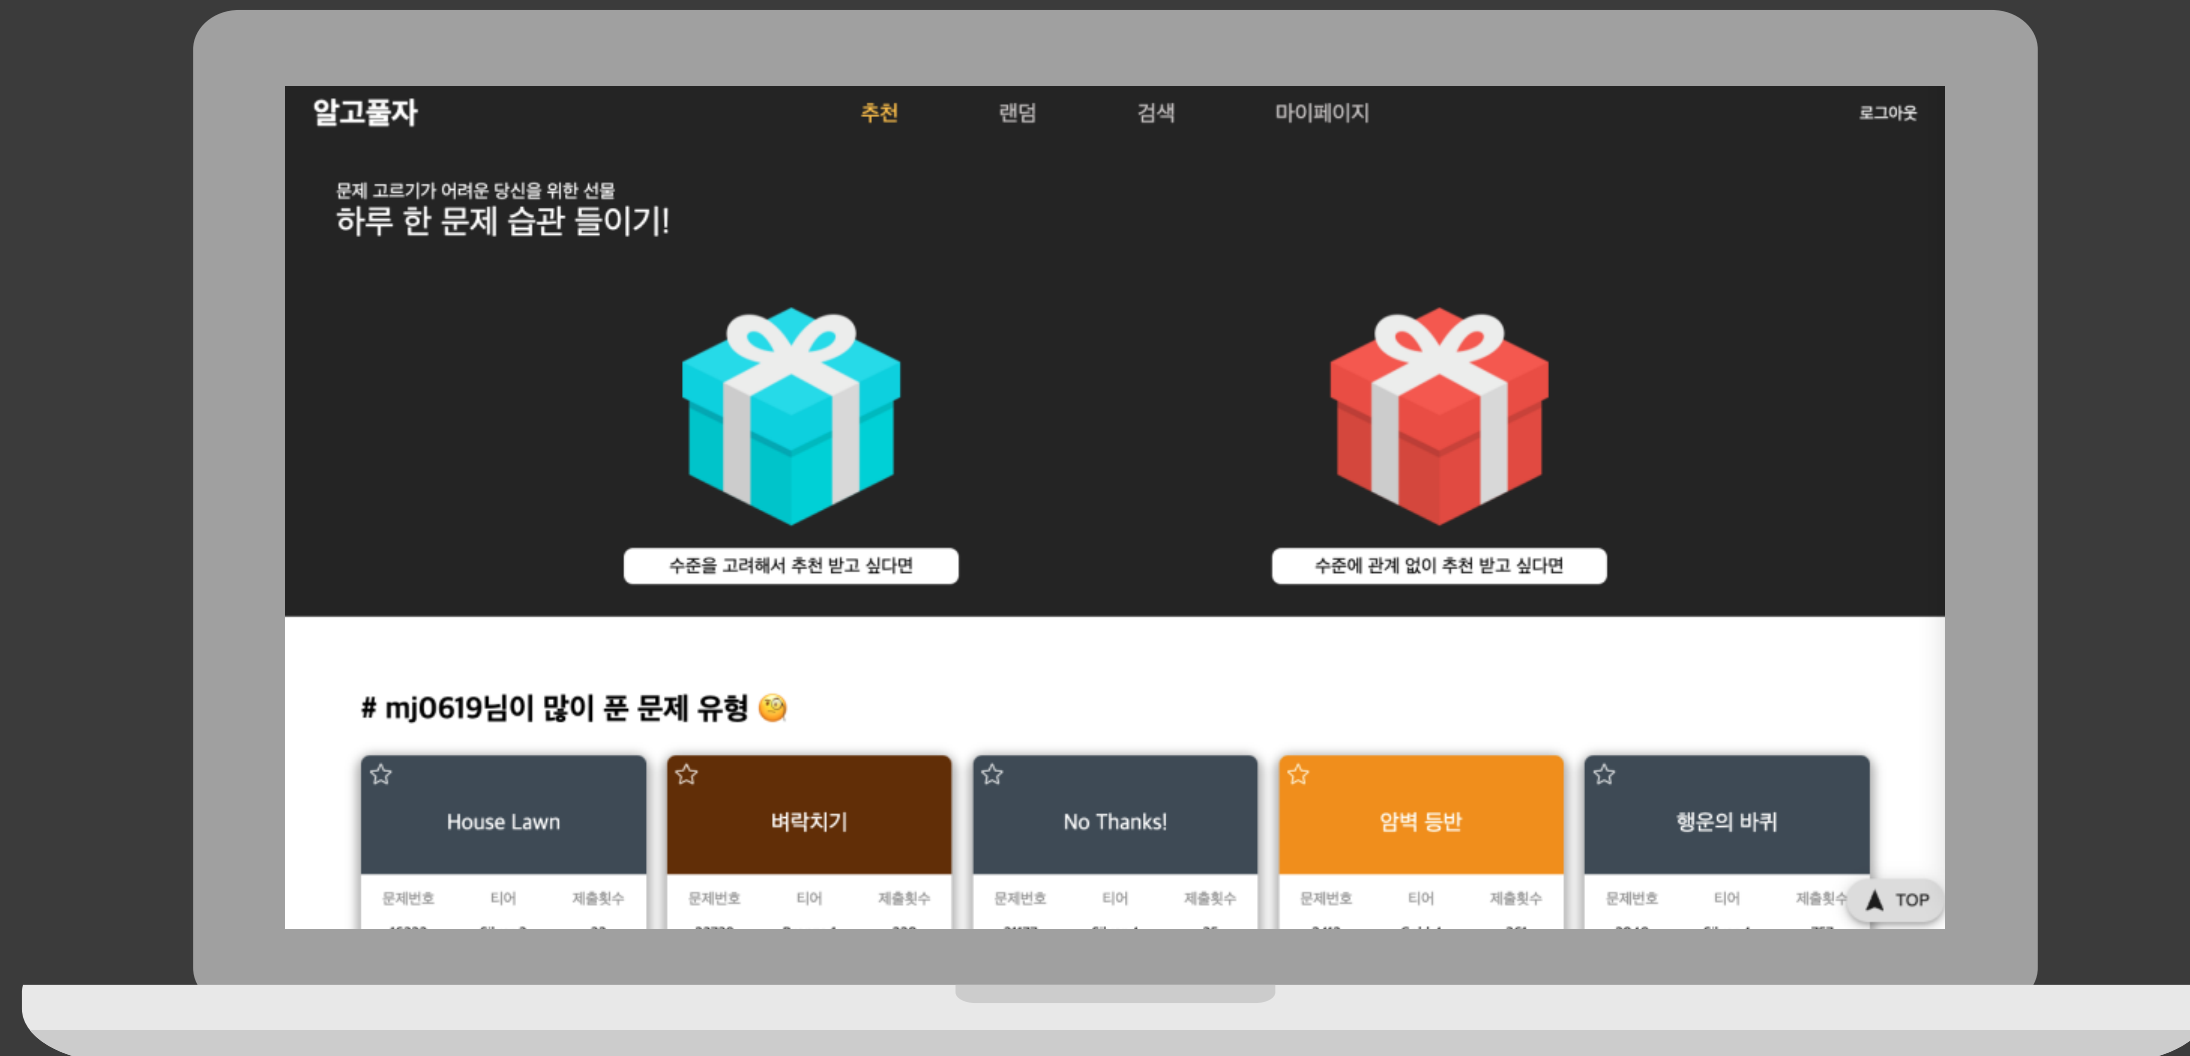 알고풀자
추천 랜덤 검색 마이페이지
로그아웃
문제 고르기가 어려운 당신을 위한 선물
하루 한 문제 습관 들이기!
수준을 고려해서 추천 받고 싶다면
수준에 관계 없이 추천 받고 싶다면
# mj0619님이 많이 푼 문제 유형 🧐
House Lawn
벼락치기
No Thanks!
암벽 등반
행운의 바퀴
문제번호 티어 제출횟수
문제번호 티어 제출횟수
문제번호 티어 제출횟수
문제번호 티어 제출횟수
문제번호 티어 제출횟수
TOP